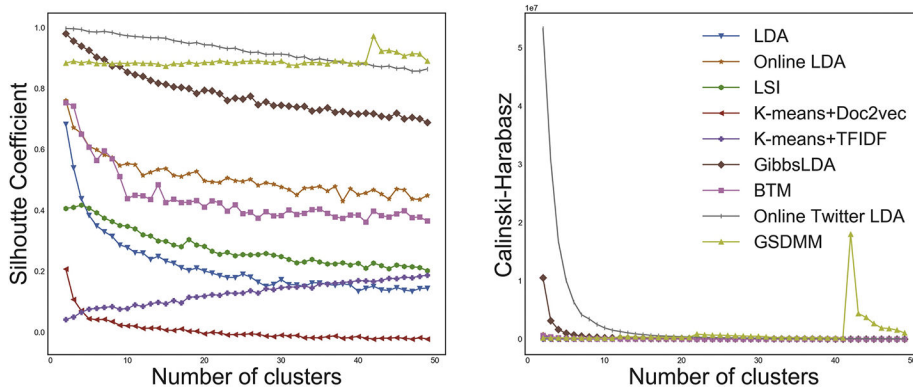 1.0
0.8
0.6
0.4
0.2
0.0
Silhoutte Coefficient
0 10 20 30 40 50
Number of clusters
1e7
5
4
3
2
1
0
Calinski-Harabasz
LDA
Online LDA
LSI
K-means+Doc2vec
K-means+TFIDF
GibbsLDA
BTM
Online Twitter LDA
GSDMM
0 10 20 30 40 50
Number of clusters